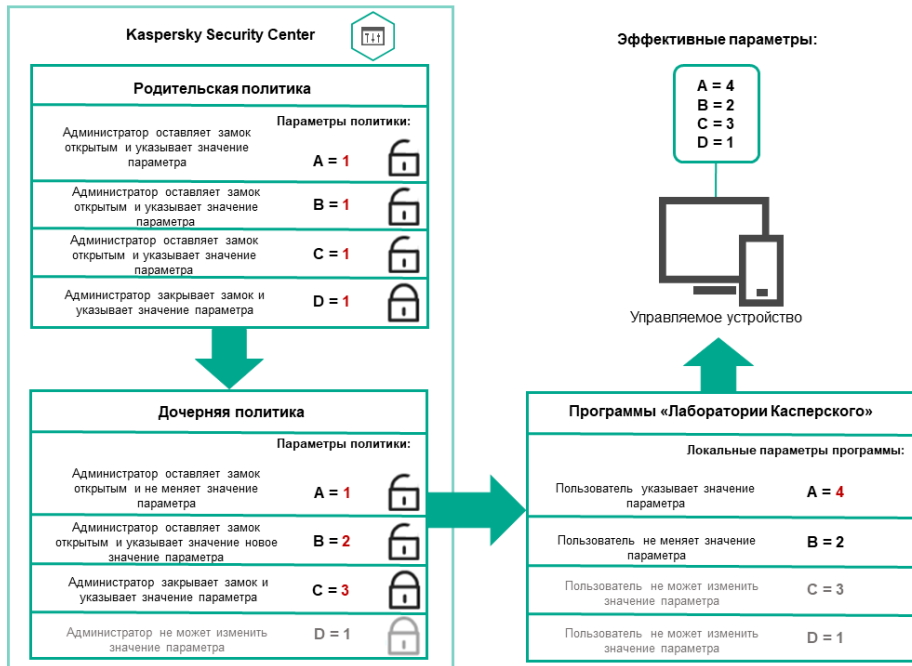 Kaspersky Security Center
Родительская политика
Параметры политики:
Администратор оставляет замок
открытым и указывает значение
параметра
A = 1
Администратор оставляет замок
открытым и указывает значение
параметра
B = 1
Администратор оставляет замок
открытым и указывает значение
параметра
C = 1
Администратор закрывает замок и
указывает значение параметра
D = 1
Дочерняя политика
Параметры политики:
Администратор оставляет замок
открытым и не меняет значение
параметра
A = 1
Администратор оставляет замок
открытым и указывает значение новое
значение параметра
B = 2
Администратор закрывает замок и
указывает значение параметра
C = 3
Администратор не может изменить
значение параметра
D = 1
Программы «Лаборатории Касперского»
Локальные параметры программы:
Пользователь указывает значение
параметра
A = 4
Пользователь не меняет значение
параметра
B = 2
Пользователь не может изменить
значение параметра
C = 3
Пользователь не может изменить
значение параметра
D = 1
Эффективные параметры:
A = 4
B = 2
C = 3
D = 1
Управляемое устройство